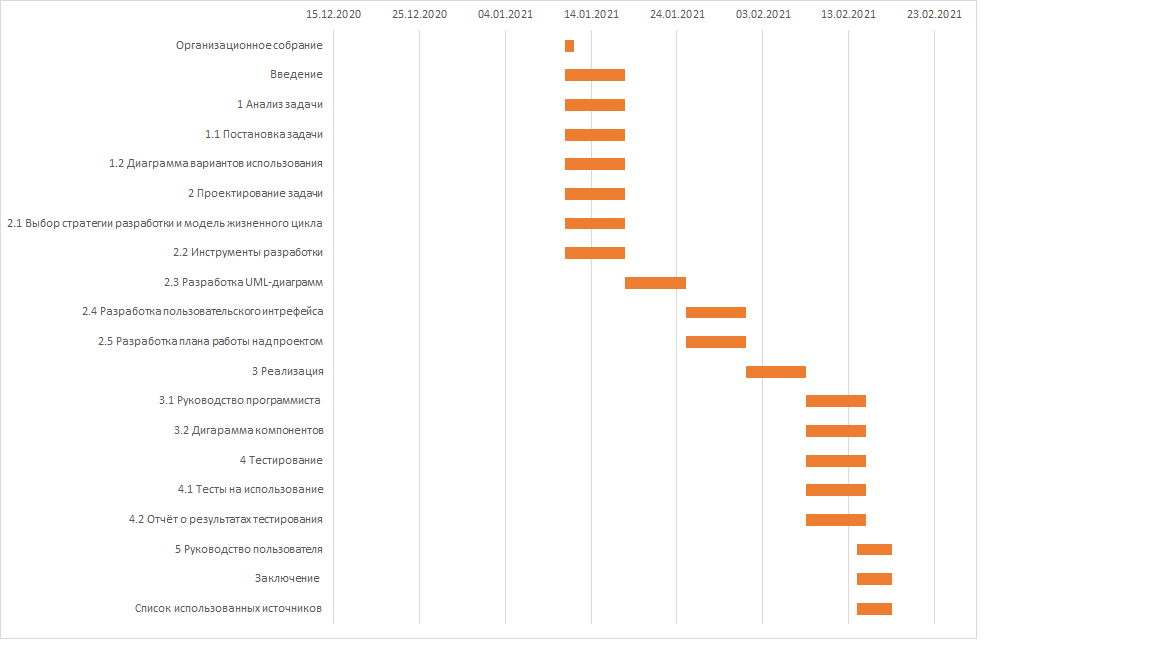 15.12.2020 25.12.2020 04.01.2021 14.01.2021 24.01.2021 03.02.2021 13.02.2021 23.02.2021
Организационное собрание
Введение
1 Анализ задачи
1.1 Постановка задачи
1.2 Диаграмма вариантов использования
2 Проектирование задачи
2.1 Выбор стратегии разработки и модель жизненного цикла
2.2 Инструменты разработки
2.3 Разработка UML-диаграмм
2.4 Разработка пользовательского интрефейса
2.5 Разработка плана работы над проектом
3 Реализация
3.1 Руководство программиста
3.2 Дигарамма компонентов
4 Тестирование
4.1 Тесты на использование
4.2 Отчёт о результатах тестирования
5 Руководство пользователя
Заключение
Список использованных источников